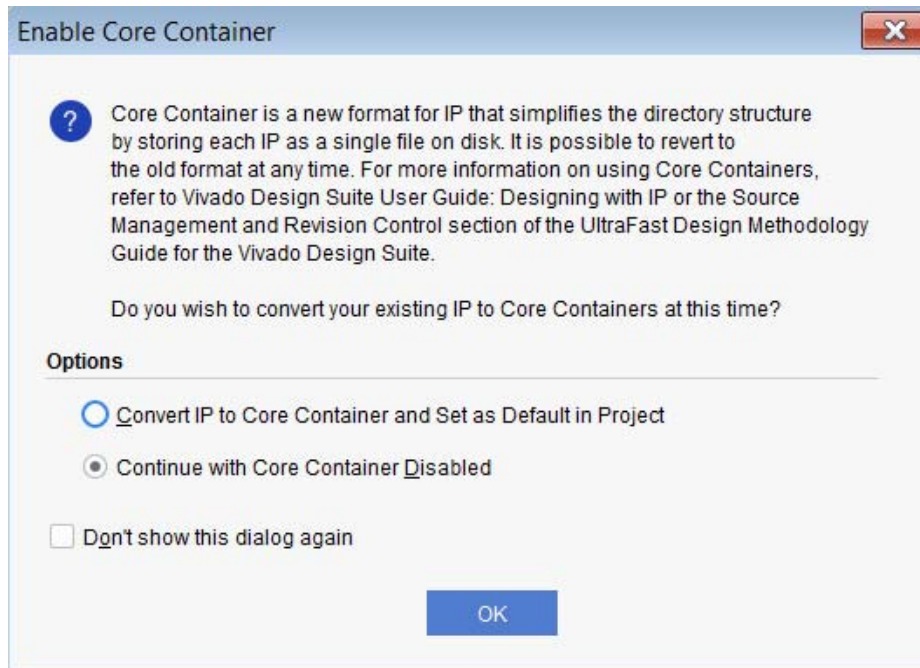 Enable Core Container
?
Core Container is a new format for IP that simplifies the directory structure
by storing each IP as a single file on disk. It is possible to revert to
the old format at any time. For more information on using Core Containers,
refer to Vivado Design Suite User Guide: Designing with IP or the Source
Management and Revision Control section of the UltraFast Design Methodology
Guide for the Vivado Design Suite.
Do you wish to convert your existing IP to Core Containers at this time?
Options
Convert IP to Core Container and Set as Default in Project
Continue with Core Container Disabled
Don't show this dialog again
OK